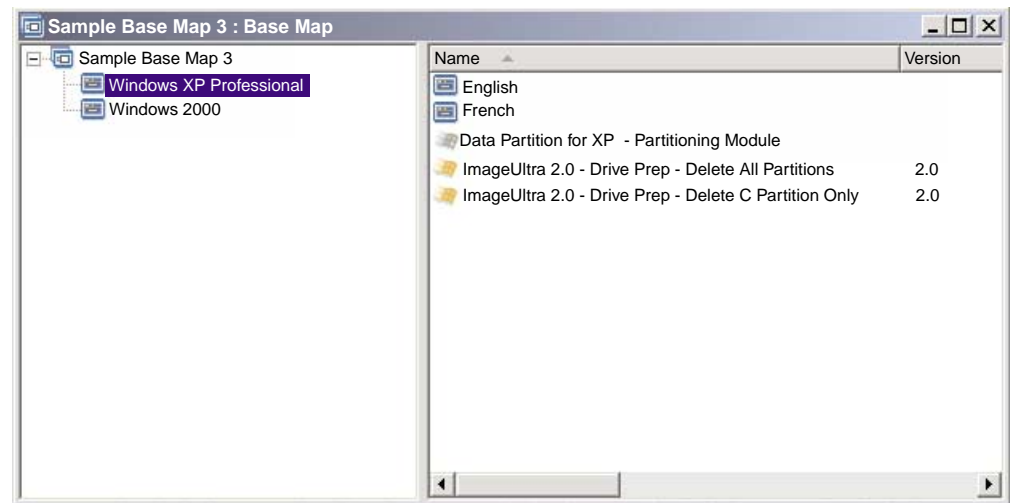 Sample Base Map 3 : Base Map
Sample Base Map 3
Windows XP Professional
Windows 2000
Name Version
English
French
Data Partition for XP - Partitioning Module
ImageUltra 2.0 - Drive Prep - Delete All Partitions 2.0
ImageUltra 2.0 - Drive Prep - Delete C Partition Only 2.0